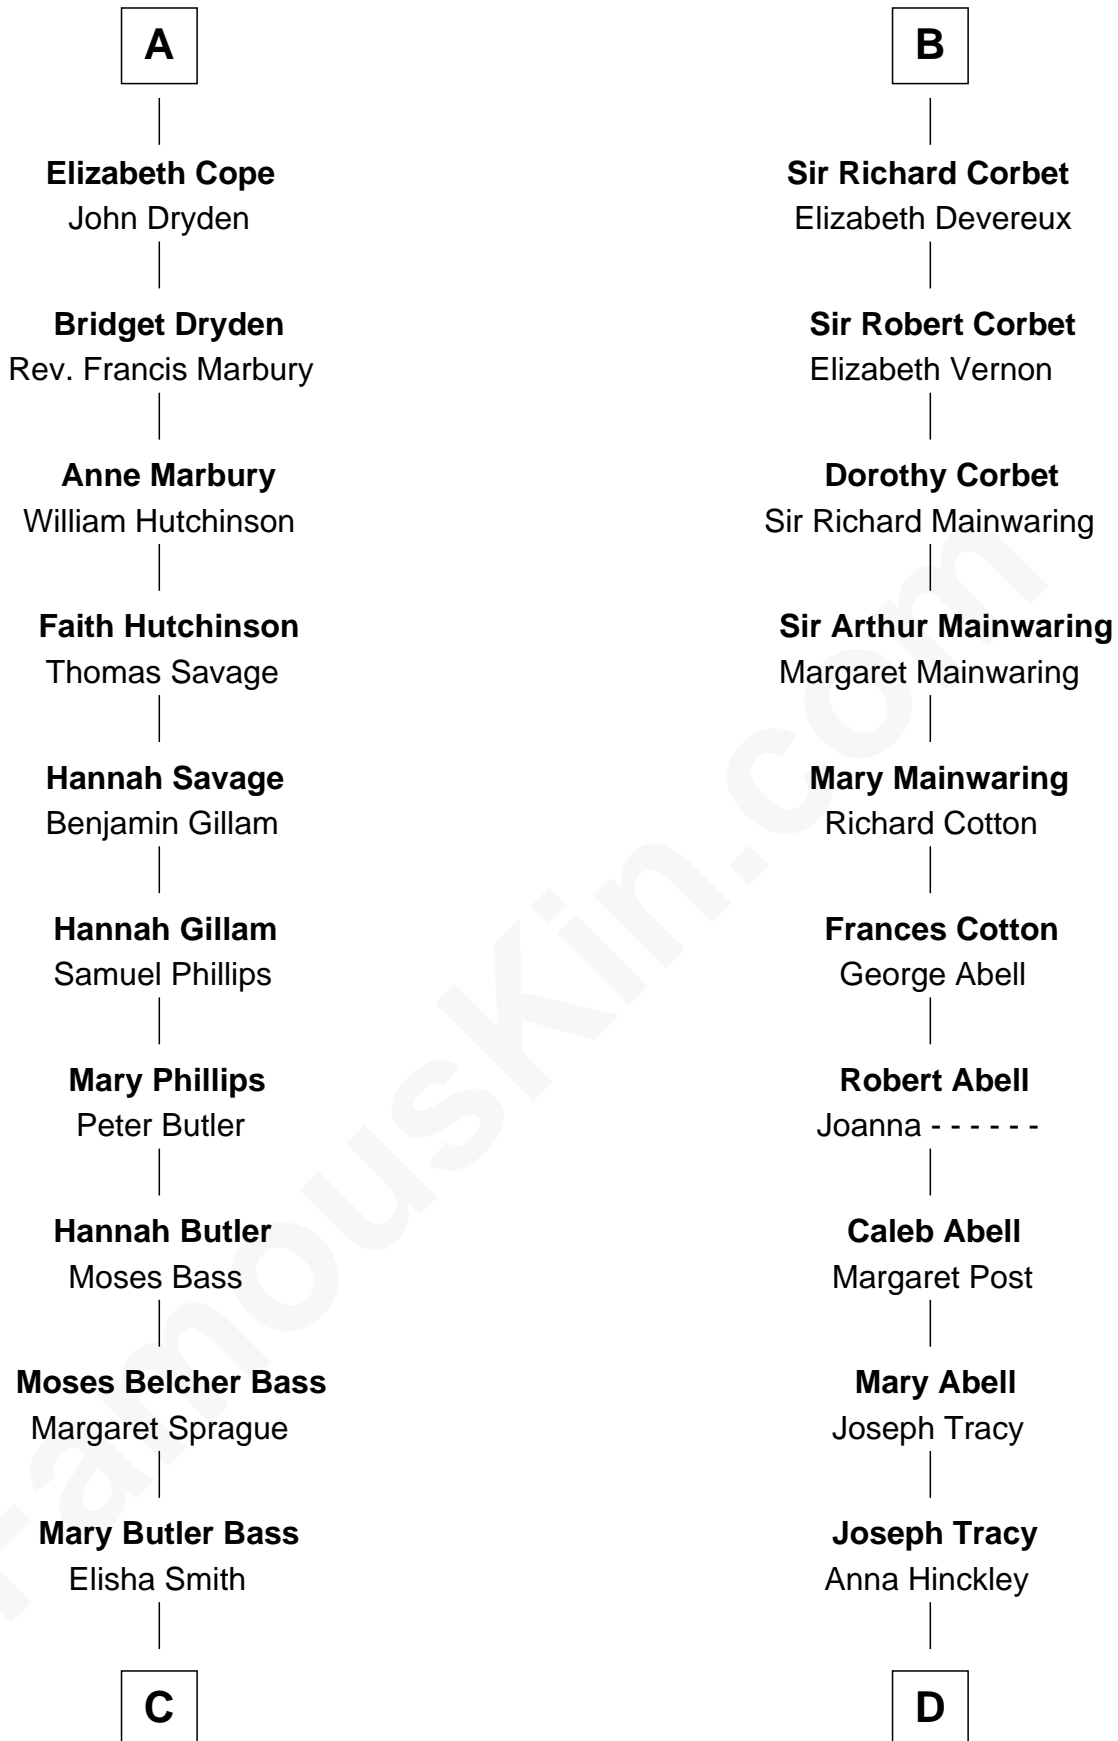 A
Elizabeth Cope
John Dryden
Bridget Dryden
Rev. Francis Marbury
Anne Marbury
William Hutchinson
Faith Hutchinson
Thomas Savage
Hannah Savage
Benjamin Gillam
Hannah Gillam
Samuel Phillips
Mary Phillips
Peter Butler
Hannah Butler
Moses Bass
Moses Belcher Bass
Margaret Sprague
Mary Butler Bass
Elisha Smith
C
B
Sir Richard Corbet
Elizabeth Devereux
Sir Robert Corbet
Elizabeth Vernon
Dorothy Corbet
Sir Richard Mainwaring
Sir Arthur Mainwaring
Margaret Mainwaring
Mary Mainwaring
Richard Cotton
Frances Cotton
George Abell
Robert Abell
Joanna - - - - - -
Caleb Abell
Margaret Post
Mary Abell
Joseph Tracy
Joseph Tracy
Anna Hinckley
D
FamousKin.com